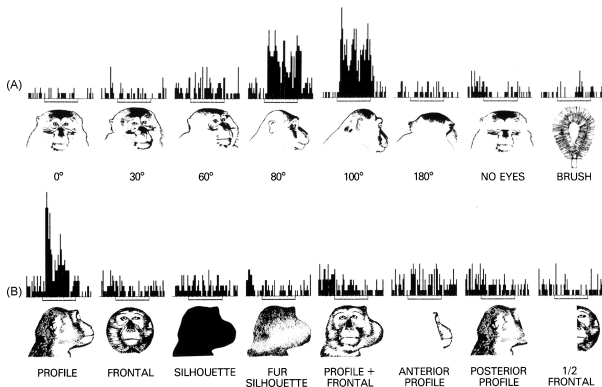 (A)
0° 30° 60° 80° 100° 180° NO EYES BRUSH
(B)
PROFILE FRONTAL SILHOUETTE FUR SILHOUETTE PROFILE + FRONTAL ANTERIOR PROFILE POSTERIOR PROFILE 1/2 FRONTAL